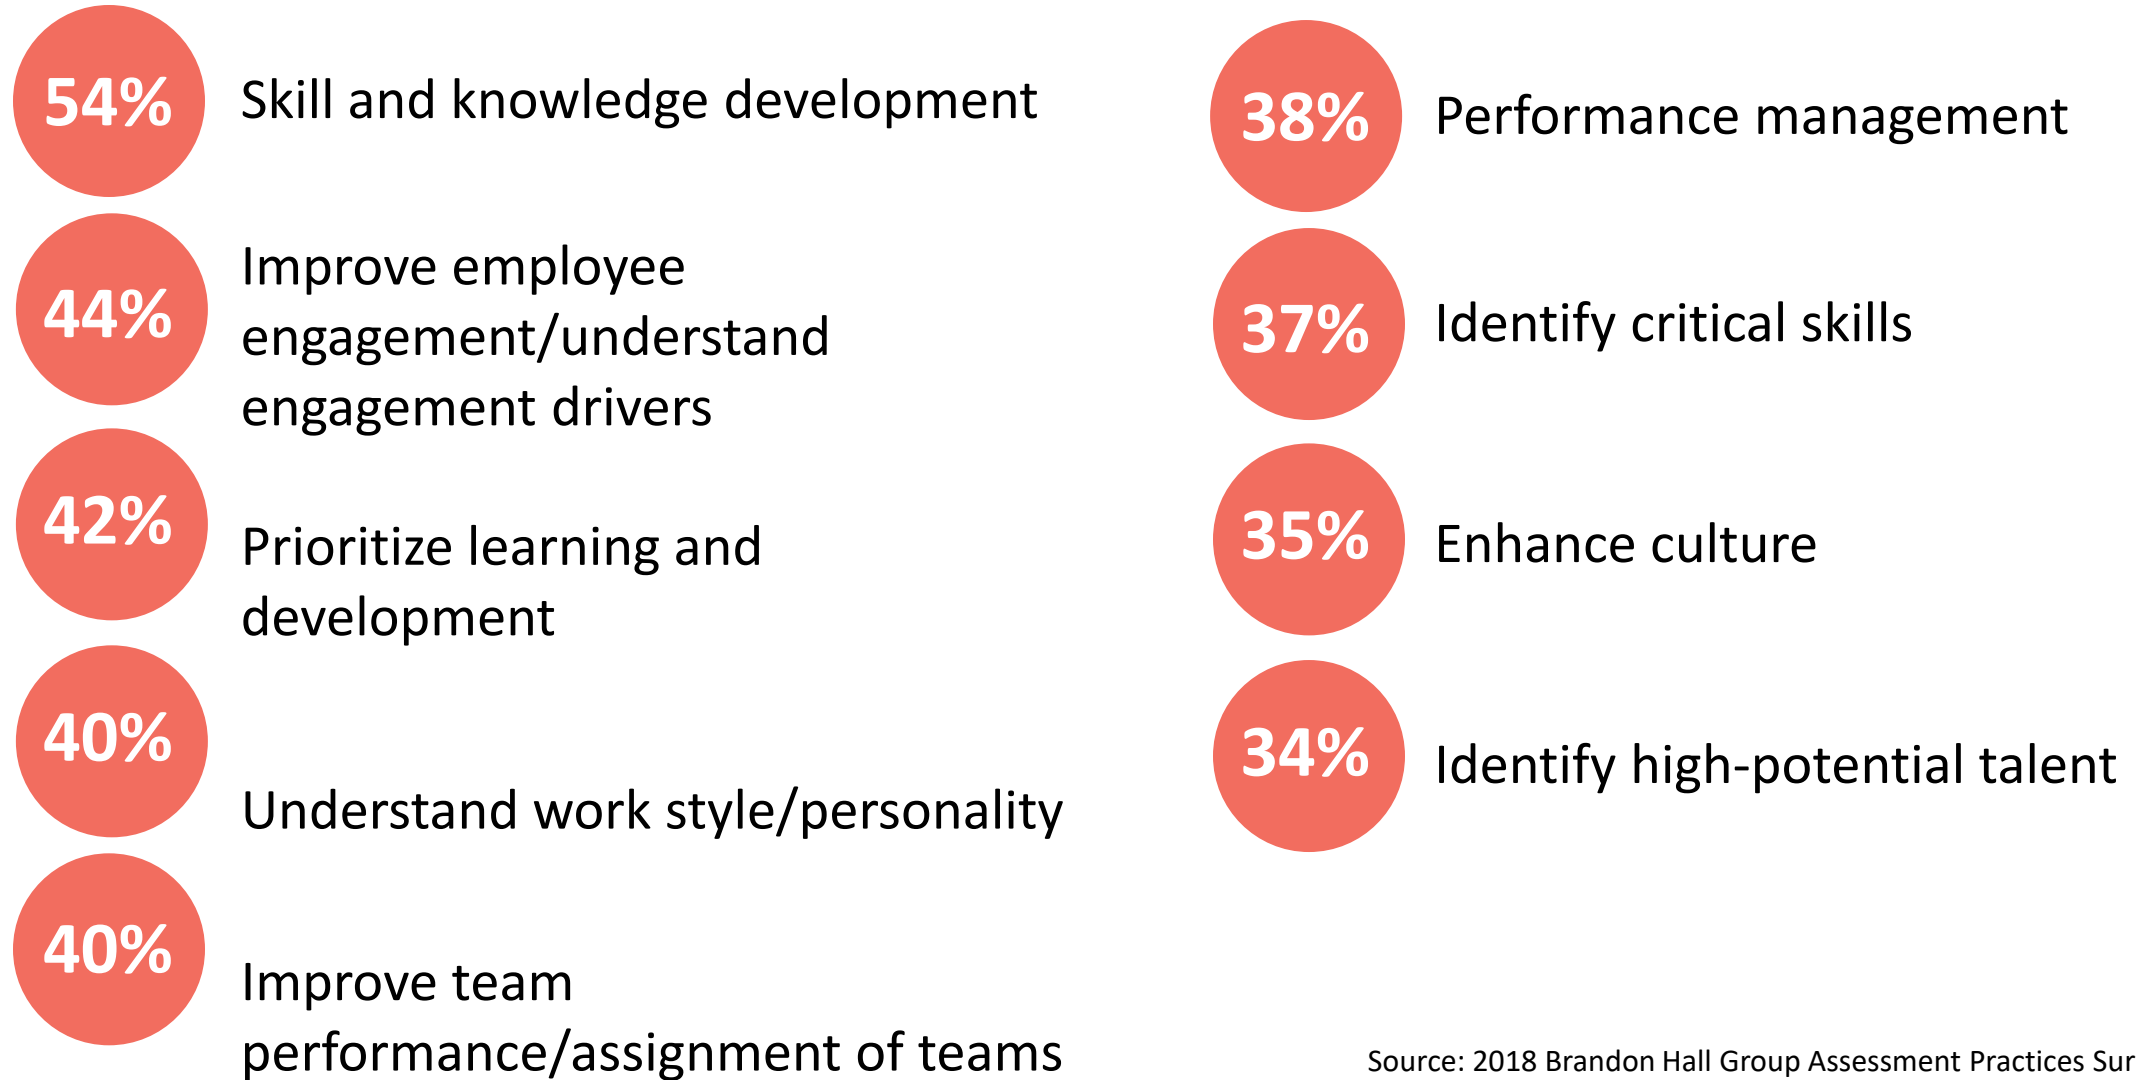 54%
Skill and knowledge development
44%
Improve employee
engagement/understand
engagement drivers
42%
Prioritize learning and
development
40%
Understand work style/personality
40%
Improve team
performance/assignment of teams
38%
Performance management
37%
Identify critical skills
35%
Enhance culture
34%
Identify high-potential talent
Source: 2018 Brandon Hall Group Assessment Practices Sur